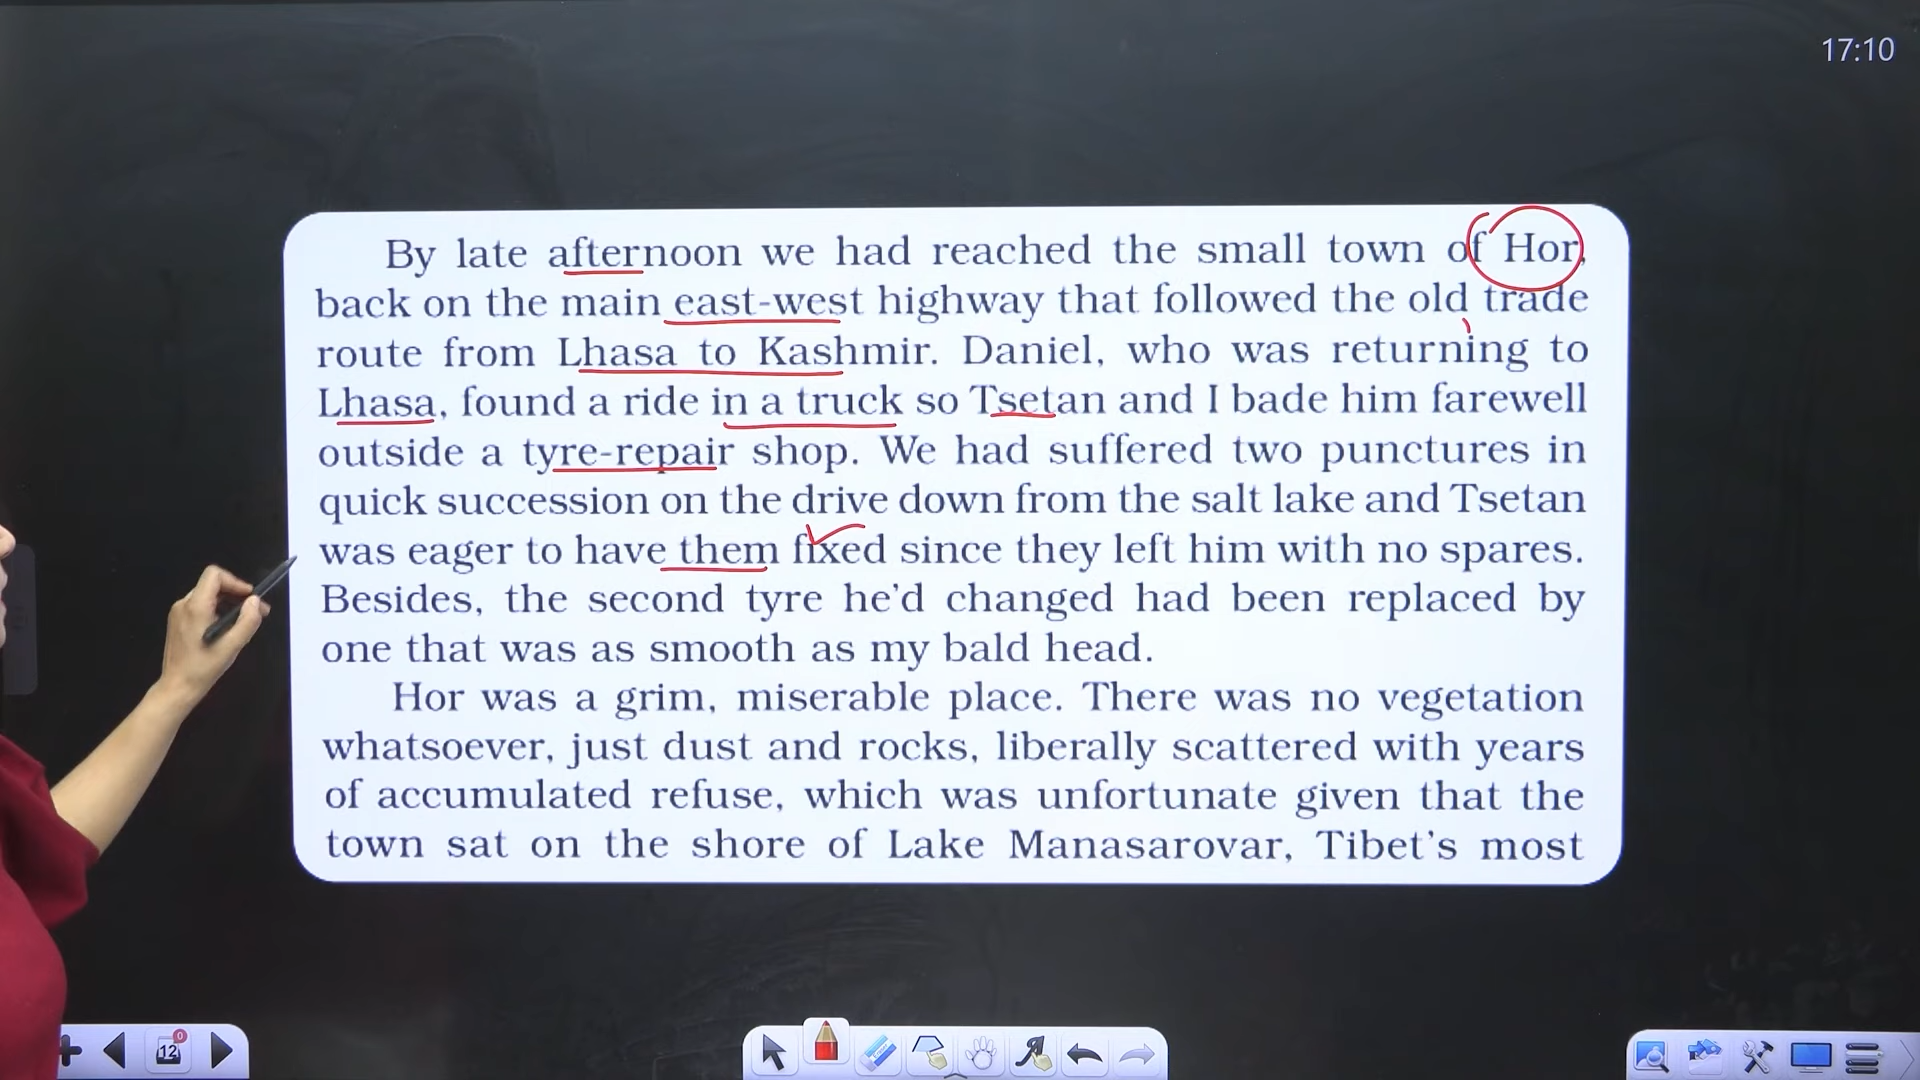 17:10
By late afternoon we had reached the small town of Hor,
back on the main east-west highway that followed the old trade
route from Lhasa to Kashmir. Daniel, who was returning to
Lhasa, found a ride in a truck so Tsetan and I bade him farewell
outside a tyre-repair shop. We had suffered two punctures in
quick succession on the drive down from the salt lake and Tsetan
was eager to have them fixed since they left him with no spares.
Besides, the second tyre he’d changed had been replaced by
one that was as smooth as my bald head.
Hor was a grim, miserable place. There was no vegetation
whatsoever, just dust and rocks, liberally scattered with years
of accumulated refuse, which was unfortunate given that the
town sat on the shore of Lake Manasarovar, Tibet’s most
12
0